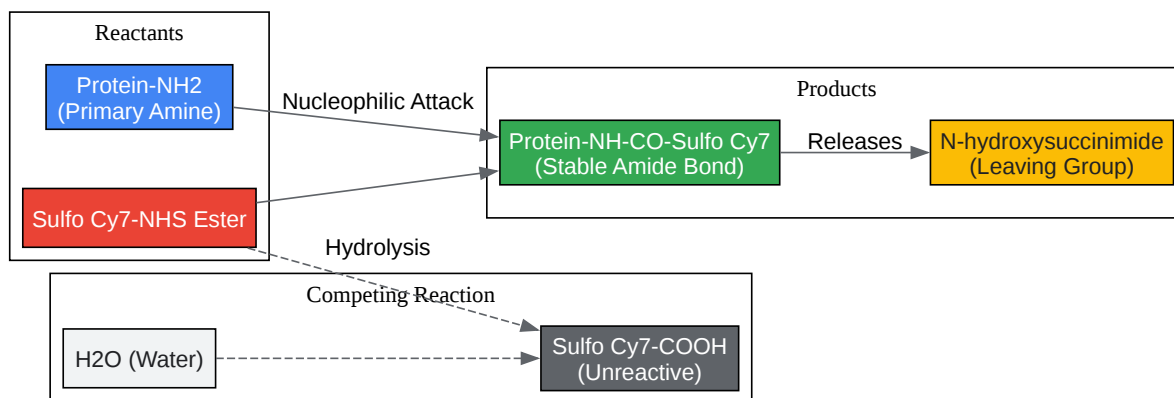 Reactants
Protein-NH2
(Primary Amine)
Sulfo Cy7-NHS Ester
Nucleophilic Attack
Products
Protein-NH-CO-Sulfo Cy7
(Stable Amide Bond)
Releases
N-hydroxysuccinimide
(Leaving Group)
Hydrolysis
Competing Reaction
H2O (Water)
Sulfo Cy7-COOH
(Unreactive)